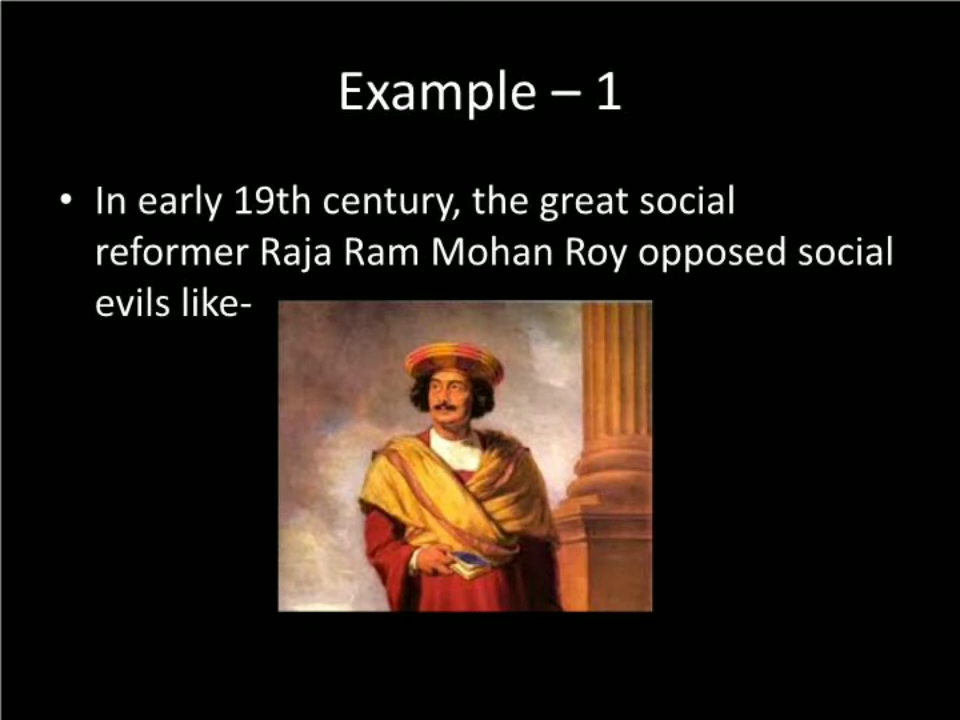 Example – 1
• In early 19th century, the great social
reformer Raja Ram Mohan Roy opposed social
evils like-